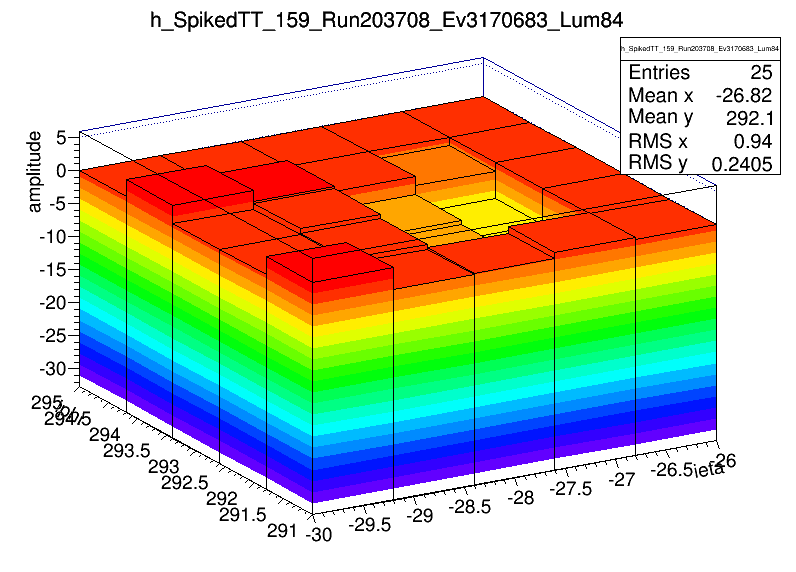 h_SpikedTT_159_Run203708_Ev3170683_Lum84
h_SpikedTT_159_Run203708_Ev3170683_Lum84
Entries 25
Mean x -26.82
Mean y 292.1
RMS x 0.94
RMS y 0.2405
amplitude
5
0
-5
-10
-15
-20
-25
-30
295
294.5
294
293.5
293
292.5
292
291.5
291
-30
-29.5
-29
-28.5
-28
-27.5
-27
-26.5
-26
ieta